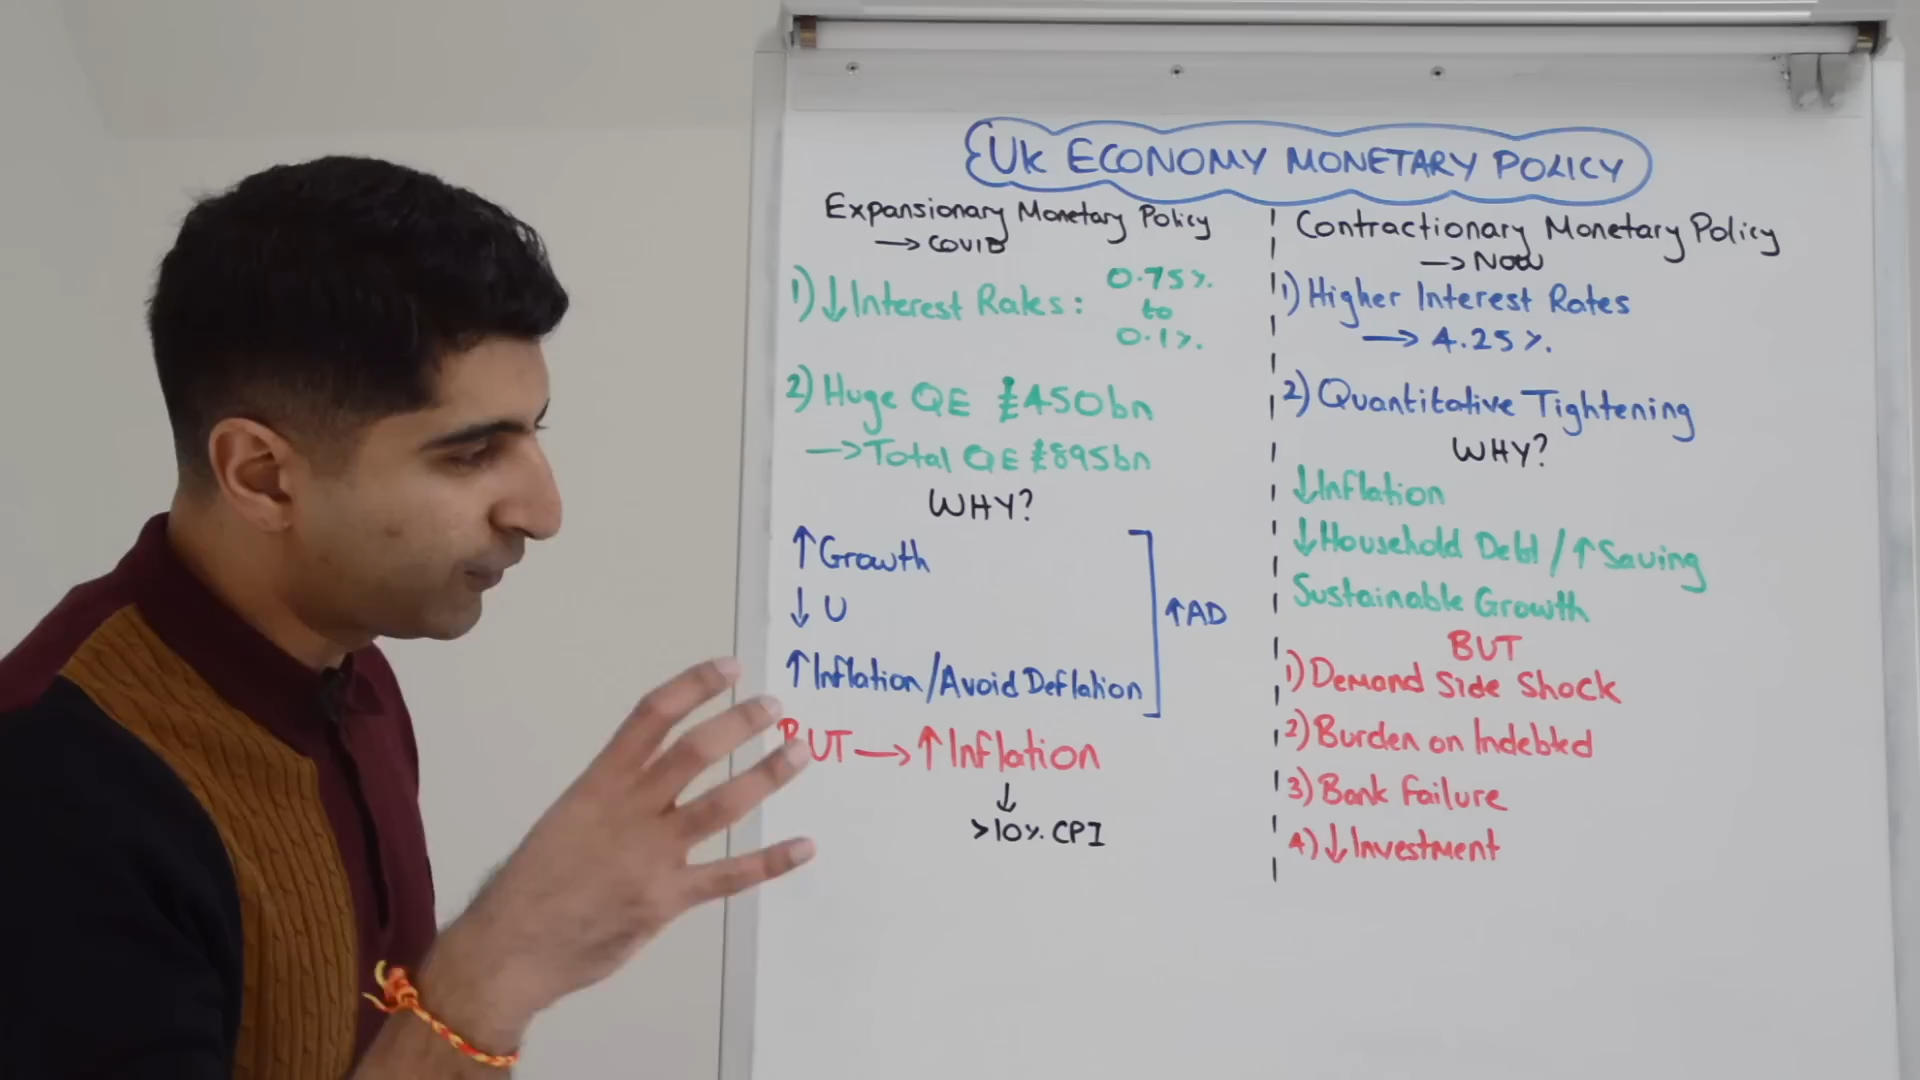 UK ECONOMY MONETARY POLICY
Expansionary Monetary Policy
→ COVID
1) ↓ Interest Rates: 0.75%
to
0.1%
2) Huge QE £450bn
→ Total QE £895bn
WHY?
↑ Growth
↓ U
↑ Inflation/Avoid Deflation
↑AD
BUT → ↑ Inflation
↓
>10% CPI
Contractionary Monetary Policy
→ Now
1) Higher Interest Rates
→ 4.25%
2) Quantitative Tightening
WHY?
↓ Inflation
↓ Household Debt / ↑ Saving
Sustainable Growth
BUT
1) Demand Side Shock
2) Burden on Indebted
3) Bank Failure
4) ↓ Investment